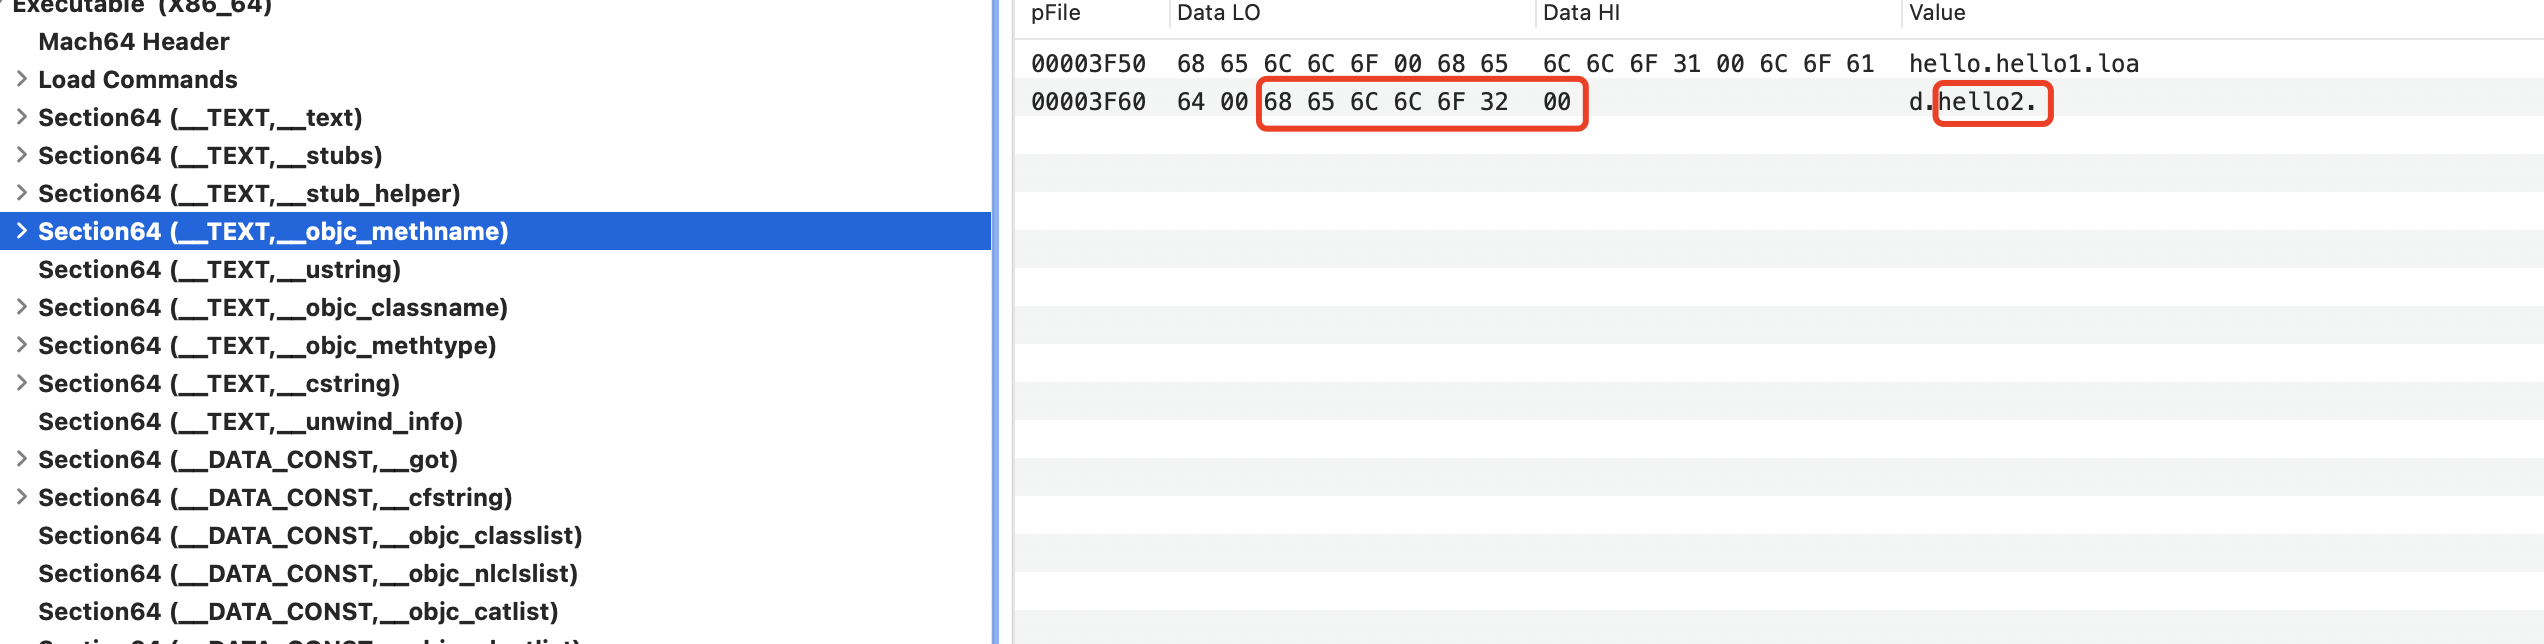 Executable (X86_64)
Mach64 Header
Load Commands
Section64 (__TEXT,__text)
Section64 (__TEXT,__stubs)
Section64 (__TEXT,__stub_helper)
Section64 (__TEXT,__objc_methname)
Section64 (__TEXT,__ustring)
Section64 (__TEXT,__objc_classname)
Section64 (__TEXT,__objc_methtype)
Section64 (__TEXT,__cstring)
Section64 (__TEXT,__unwind_info)
Section64 (__DATA_CONST,__got)
Section64 (__DATA_CONST,__cfstring)
Section64 (__DATA_CONST,__objc_classlist)
Section64 (__DATA_CONST,__objc_nlclslist)
Section64 (__DATA_CONST,__objc_catlist)
pFile Data LO Data HI Value
00003F50 68 65 6C 6C 6F 00 68 65 6C 6C 6F 31 00 6C 6F 61 hello.hello1.loa
00003F60 64 00 68 65 6C 6C 6F 32 00 d.hello2.